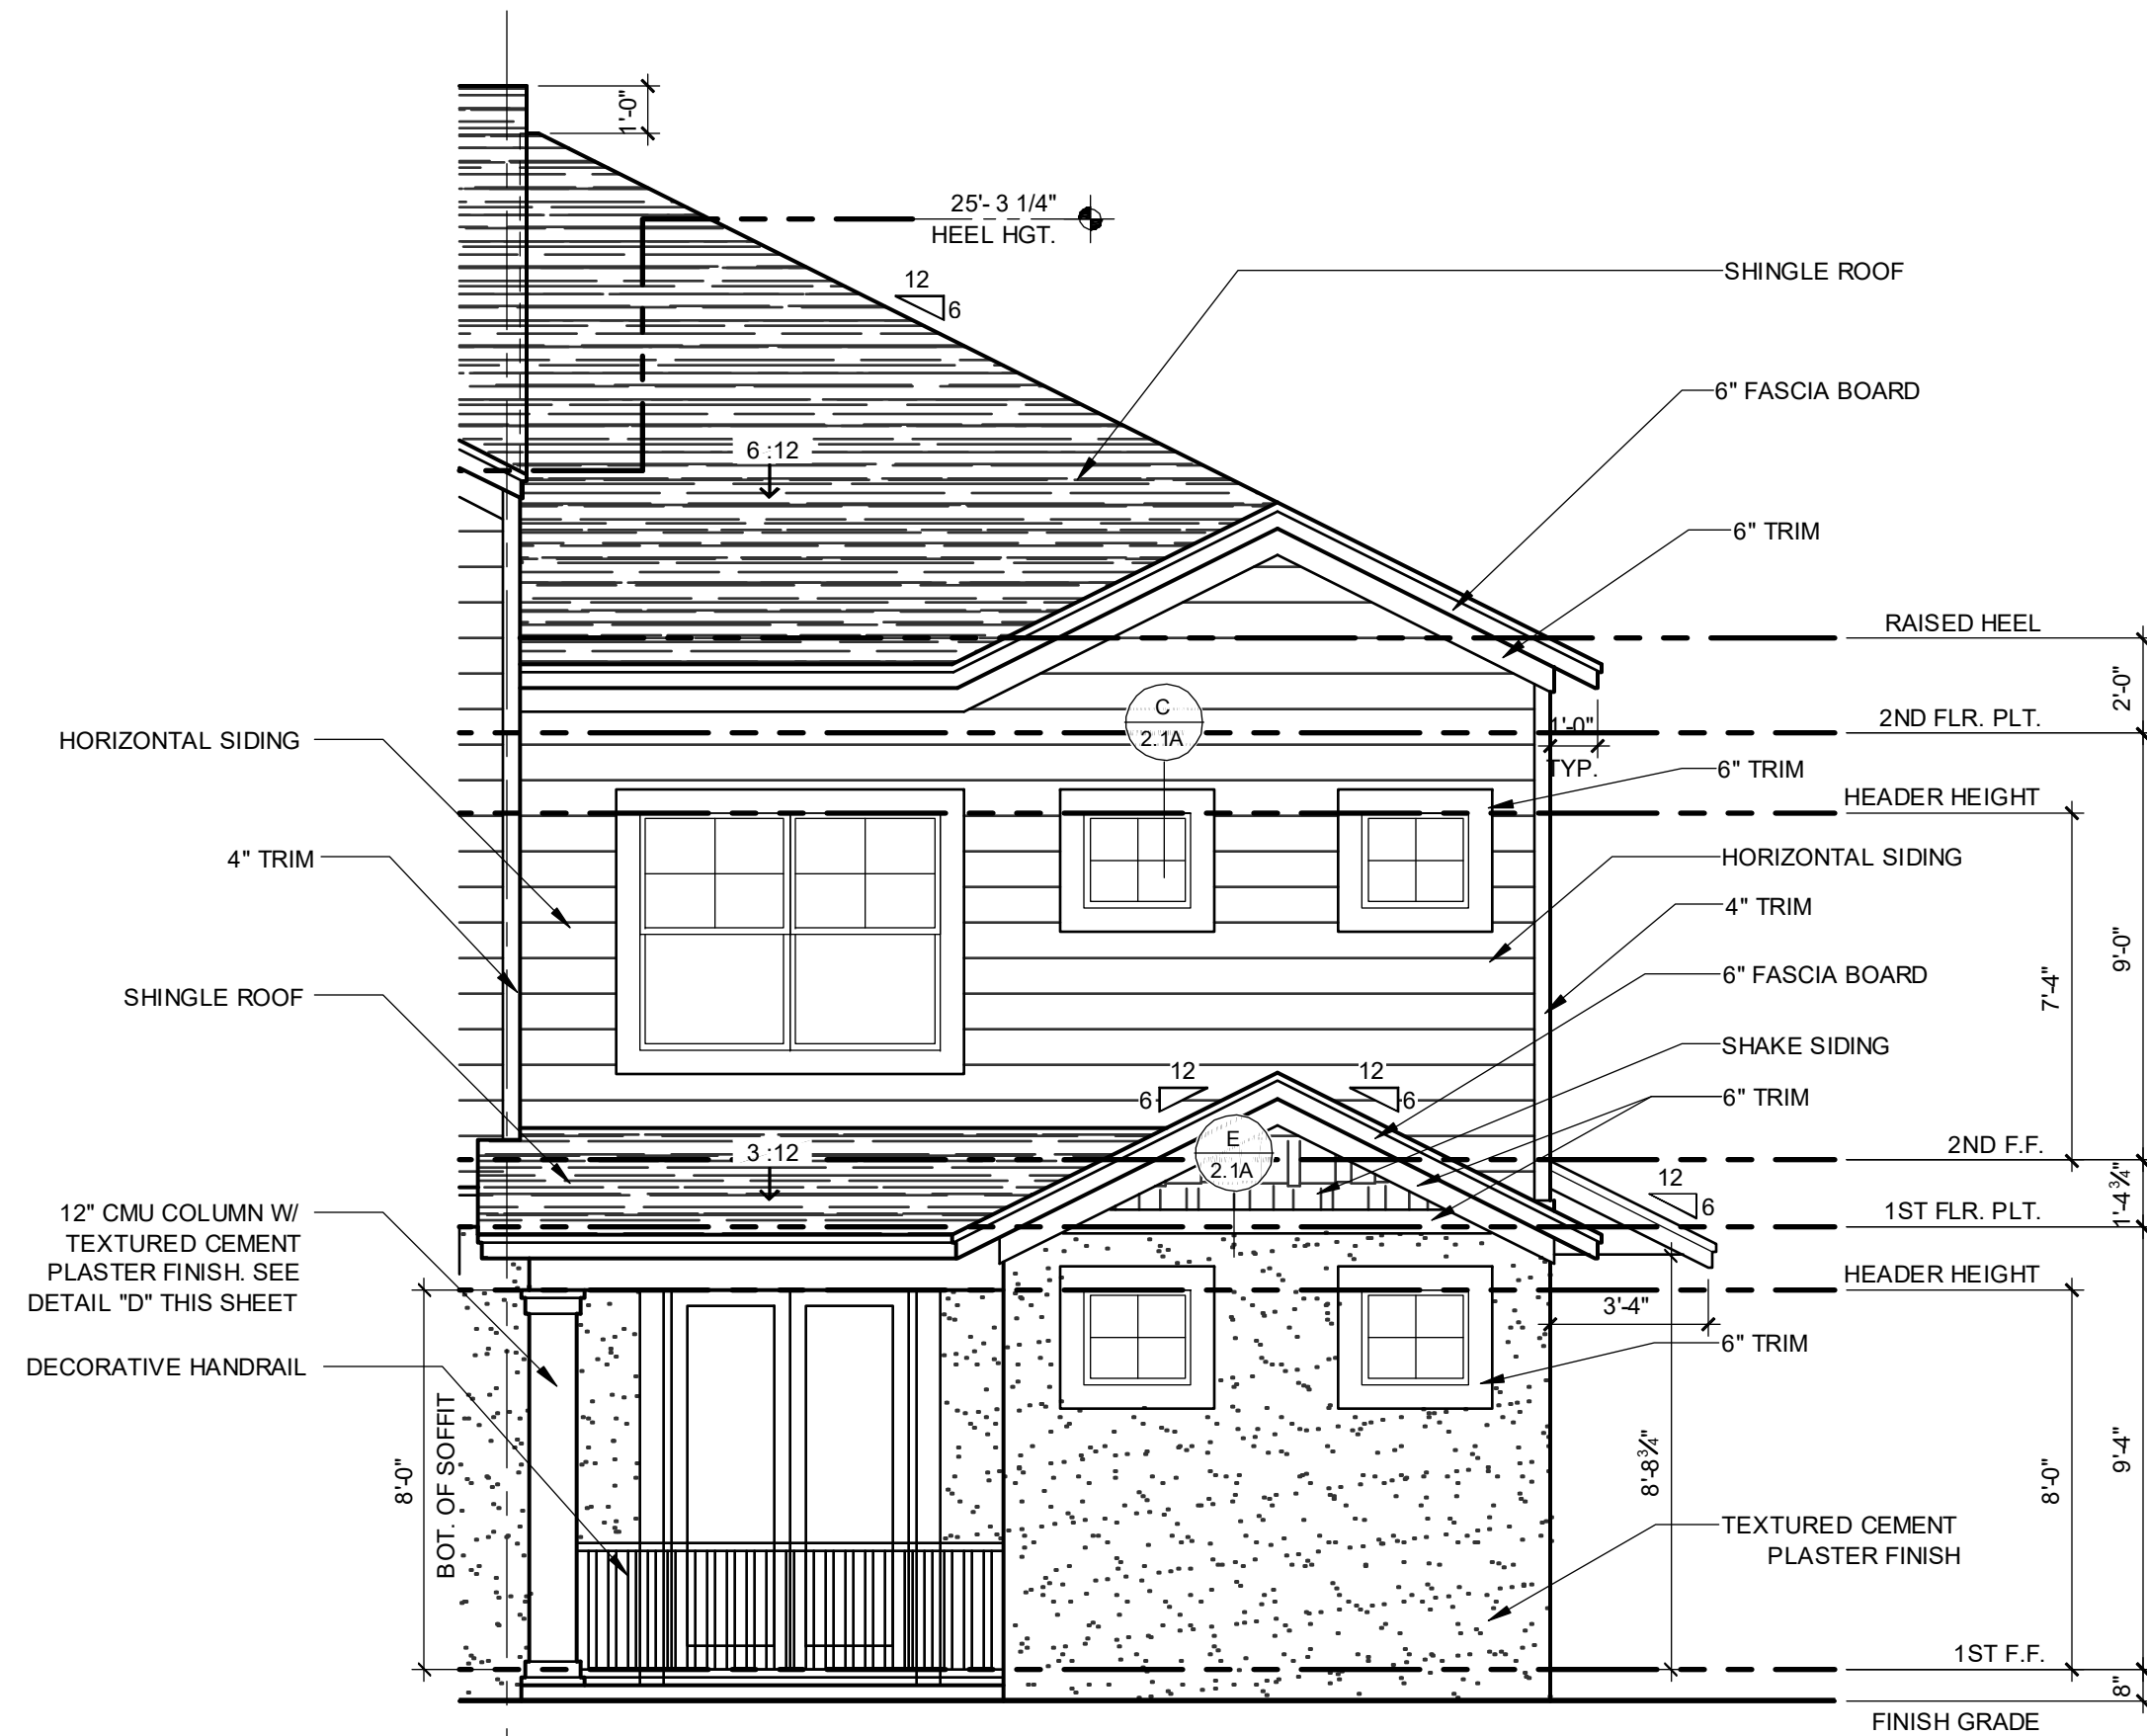 1'-0"
25'- 3 1/4"
HEEL HGT.
12
6
SHINGLE ROOF
6" FASCIA BOARD
6 :12
6" TRIM
RAISED HEEL
2'-0"
C
2.1A
2ND FLR. PLT.
1'-0"
TYP.
HORIZONTAL SIDING
6" TRIM
HEADER HEIGHT
4" TRIM
HORIZONTAL SIDING
4" TRIM
9'-0"
7'-4"
SHINGLE ROOF
6" FASCIA BOARD
SHAKE SIDING
12
6
12
6
6" TRIM
E
2.1A
3 :12
2ND F.F.
12
6
1'-4 3/4"
12" CMU COLUMN W/
TEXTURED CEMENT
PLASTER FINISH. SEE
DETAIL "D" THIS SHEET
1ST FLR. PLT.
HEADER HEIGHT
3'-4"
6" TRIM
DECORATIVE HANDRAIL
8'-0"
BOT. OF SOFFIT
8'-8 3/4"
8'-0"
9'-4"
TEXTURED CEMENT
PLASTER FINISH
1ST F.F.
8"
FINISH GRADE